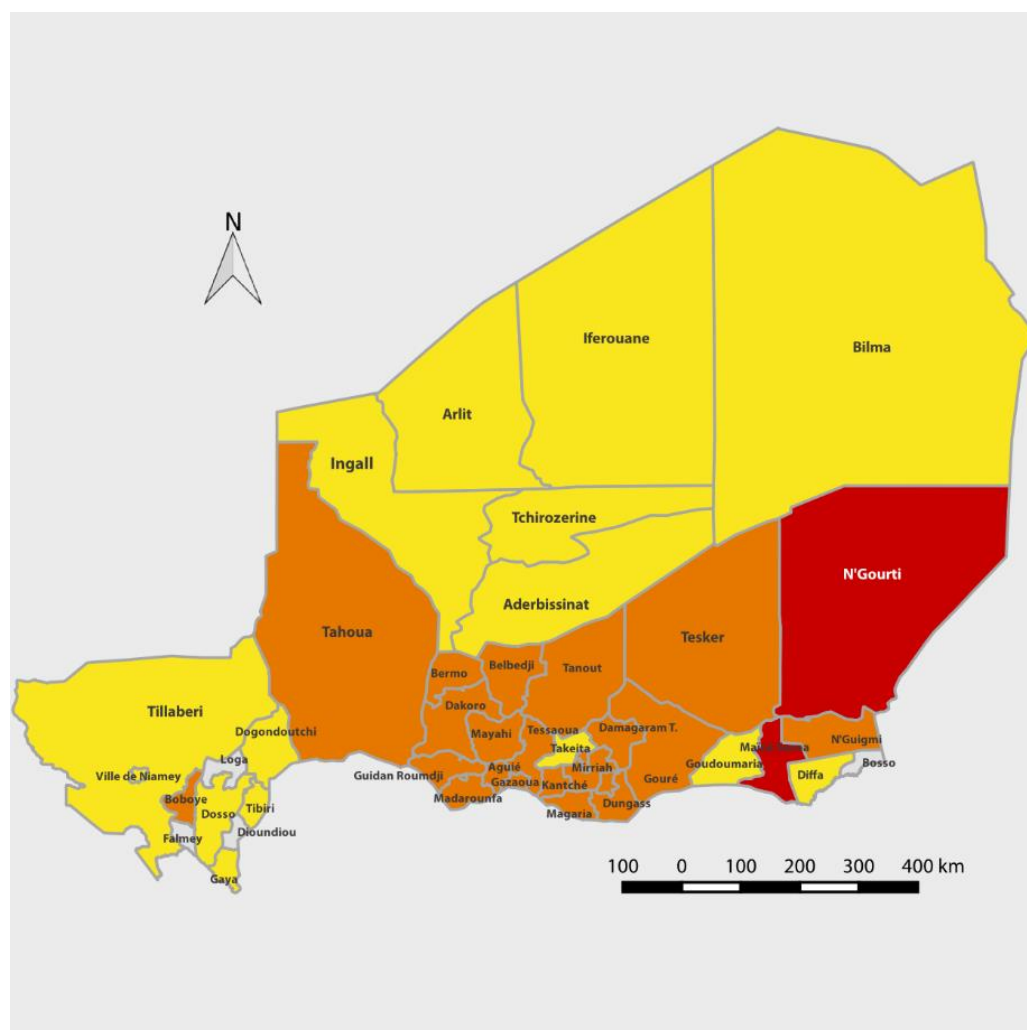 N
Iferouane
Bilma
Arlit
Ingall
Tchirozerine
N'Gourti
Aderbissinat
Tahoua
Tesker
Belbedji
Bermo
Tanout
Dakoro
Tillaberi
Dogondoutchi
Mayahi
Tessaoua
Damagaram T.
Takeita
N'Guigmi
Loga
Goudoumaria
Bosso
Ville de Niamey
Guidan Roumdji
Aguié
Mirriah
Gouré
Diffa
Gazaoua
Kantché
Boboye
Madarounfa
Dungass
Tibiri
Dosso
Magaria
Falmey
Dioundiou
Gaya
100 0 100 200 300 400 km